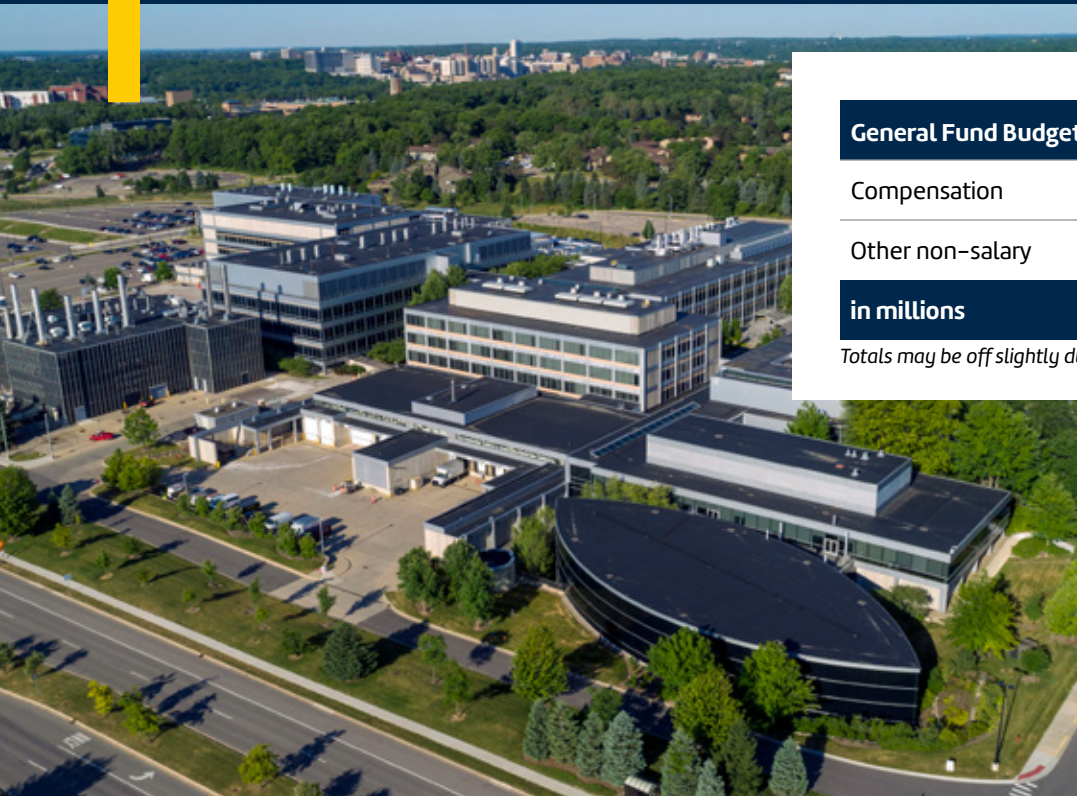 General Fund Budget
Compensation
Other non-salary
in millions
Totals may be off slightly